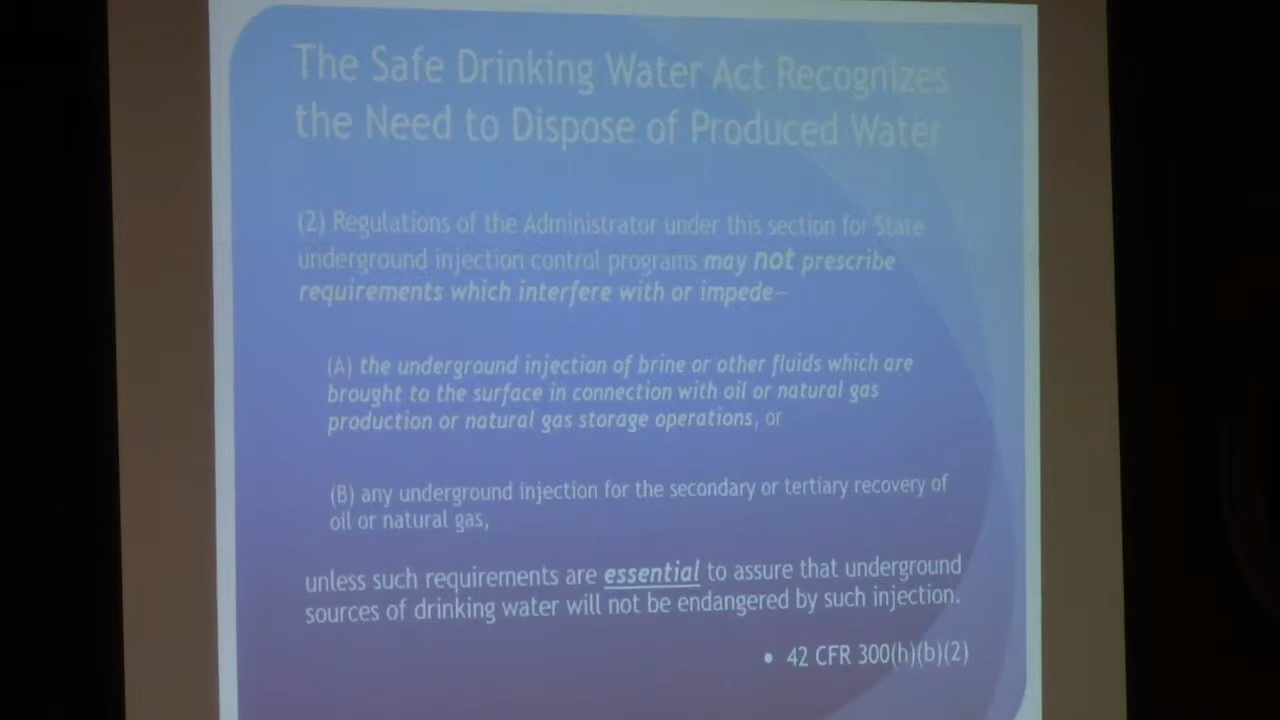 The Safe Drinking Water Act Recognizes
the Need to Dispose of Produced Water
(2) Regulations of the Administrator under this section for State
underground injection control programs may not prescribe
requirements which interfere with or impede—
(A) the underground injection of brine or other fluids which are
brought to the surface in connection with oil or natural gas
production or natural gas storage operations, or
(B) any underground injection for the secondary or tertiary recovery of
oil or natural gas,
unless such requirements are essential to assure that underground
sources of drinking water will not be endangered by such injection.
• 42 CFR 300(h)(b)(2)